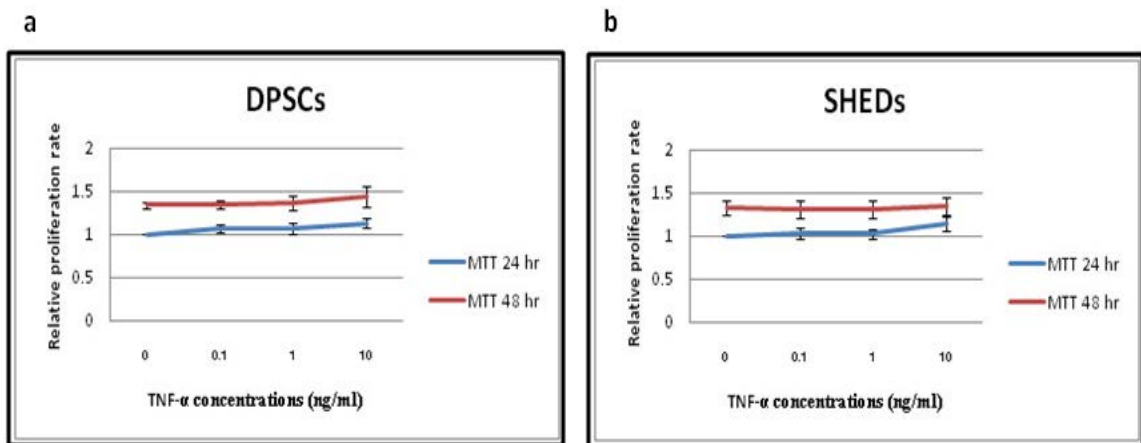 a
DPSCs
Relative proliferation rate
2
1.5
1
0.5
0
0 0.1 1 10
TNF-α concentrations (ng/ml)
MTT 24 hr
MTT 48 hr
b
SHEDs
Relative proliferation rate
2
1.5
1
0.5
0
0 0.1 1 10
TNF-α concentrations (ng/ml)
MTT 24 hr
MTT 48 hr